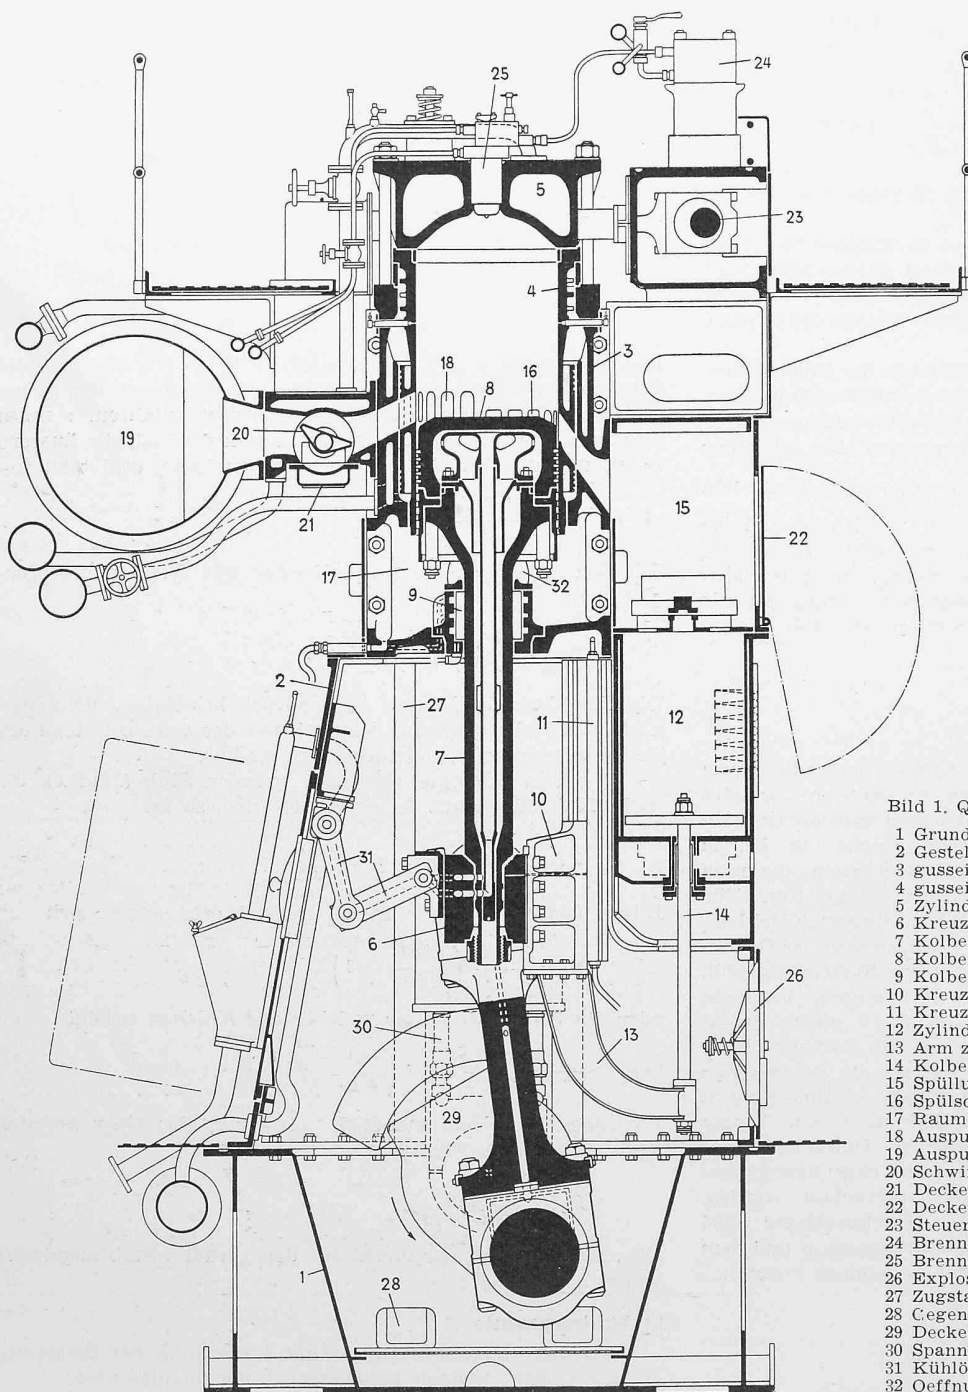 24
25
5
23
4
3
18
8
16
19
20
15
21
22
17
32
9
2
27
11
12
7
10
31
14
6
26
30
13
29
1
28
Bild 1. Q
1 Grund
2 Gestel
3 gussei
4 gussei
5 Zylind
6 Kreuz
7 Kolbe
8 Kolbe
9 Kolbe
10 Kreuz
11 Kreuz
12 Zylind
13 Arm z
14 Kolbe
15 Spüllu
16 Spülsc
17 Raum
18 Auspu
19 Auspu
20 Schwin
21 Decke
22 Decke
23 Steuer
24 Brenn
25 Brenn
26 Explos
27 Zugsta
28 Gegen
29 Decke
30 Spann
31 Kühlö
32 Oeffnu